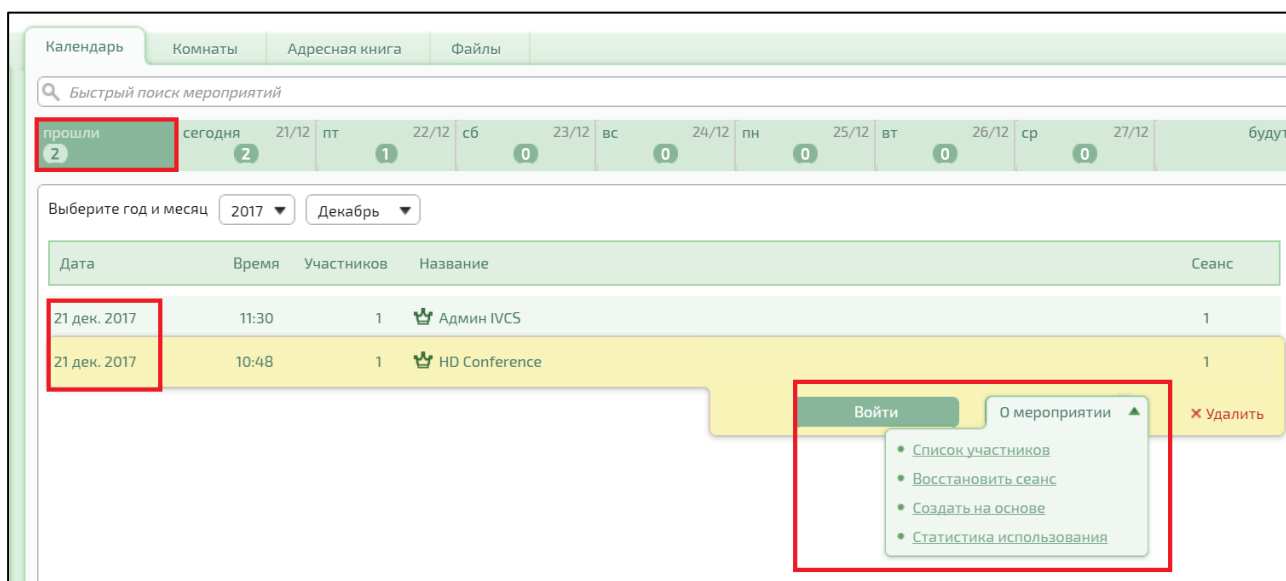 Календарь Комнаты Адресная книга Файлы
Быстрый поиск мероприятий
прошли сегодня 21/12 пт 22/12 сб 23/12 вс 24/12 пн 25/12 вт 26/12 ср 27/12 будут
2 2 1 0 0 0 0 0
Выберите год и месяц 2017 Декабрь
Дата Время Участников Название Сеанс
21 дек. 2017 11:30 1 Админ IVCS 1
21 дек. 2017 10:48 1 HD Conference 1
Войти О мероприятии Удалить
Список участников
Восстановить сеанс
Создать на основе
Статистика использования